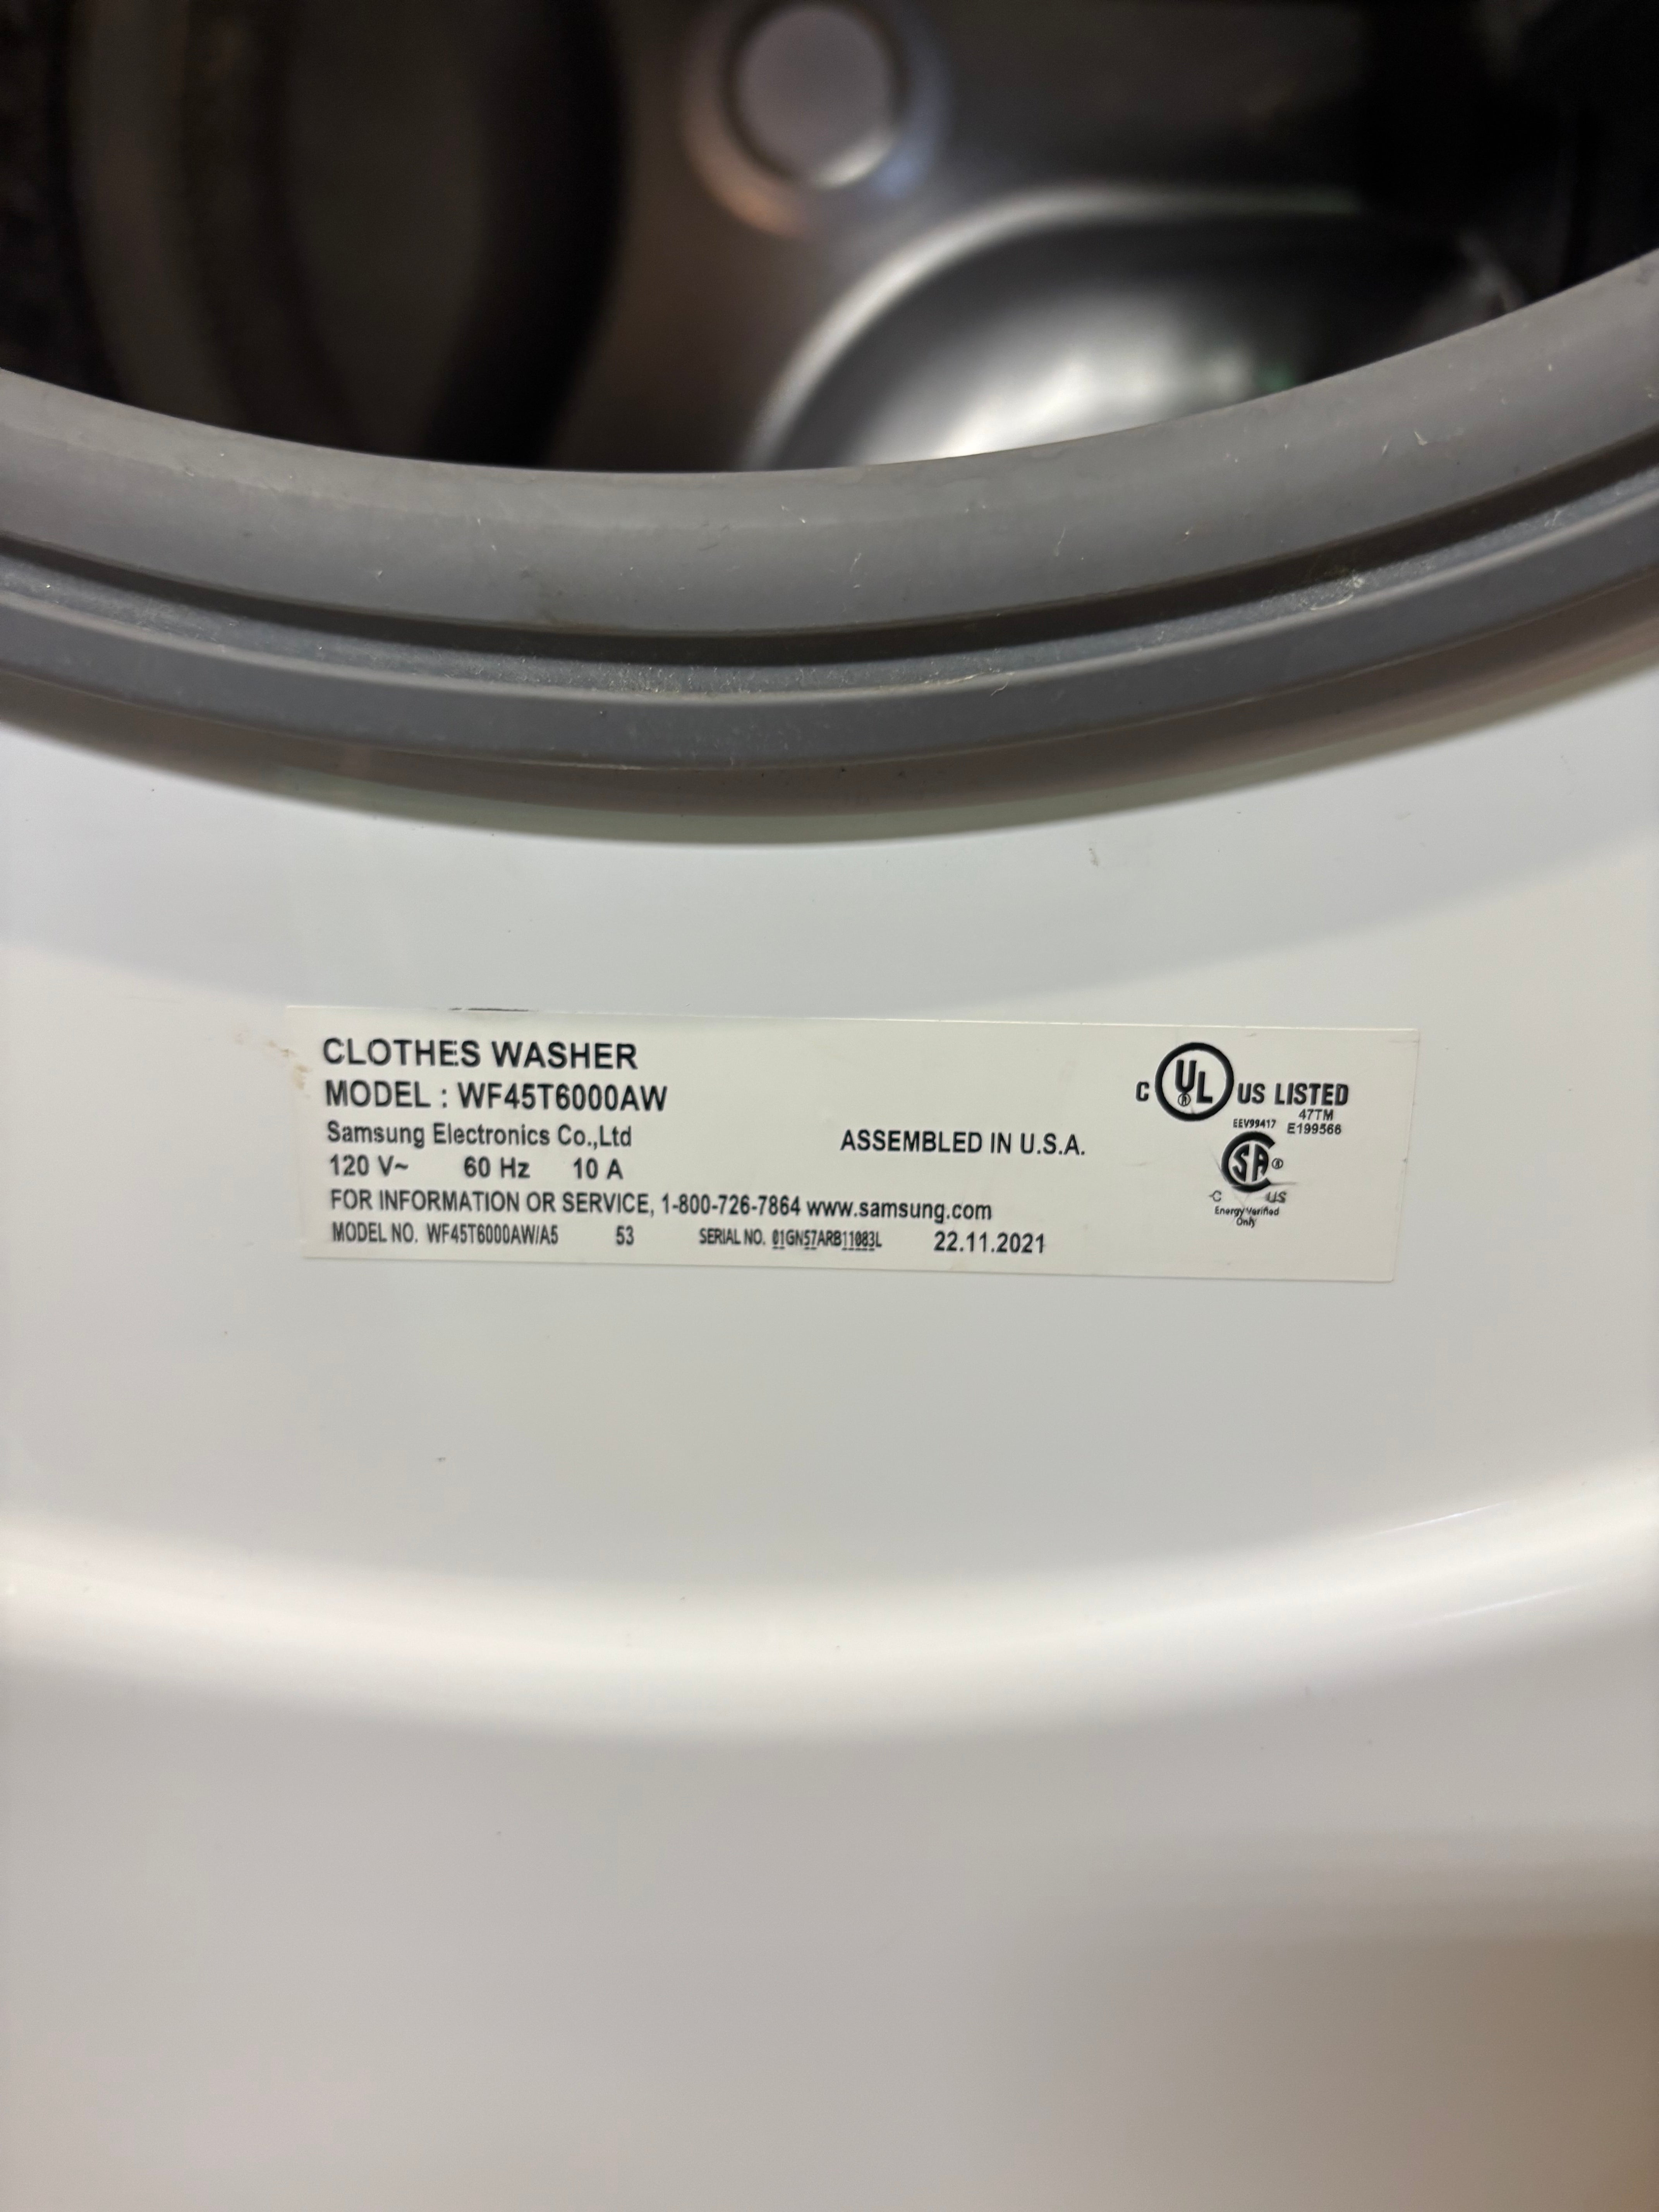 CLOTHES WASHER
MODEL : WF45T6000AW
Samsung Electronics Co.,Ltd
120 V~ 60 Hz 10 A
ASSEMBLED IN U.S.A.
FOR INFORMATION OR SERVICE, 1-800-726-7864 www.samsung.com
MODEL NO. WF45T6000AW/A5 53 SERIAL NO. 01GN57ARB11083L 22.11.2021
C UL ® US LISTED
47TM
EEV99417 E199566
SA ®
C US
Energy Verified
Only